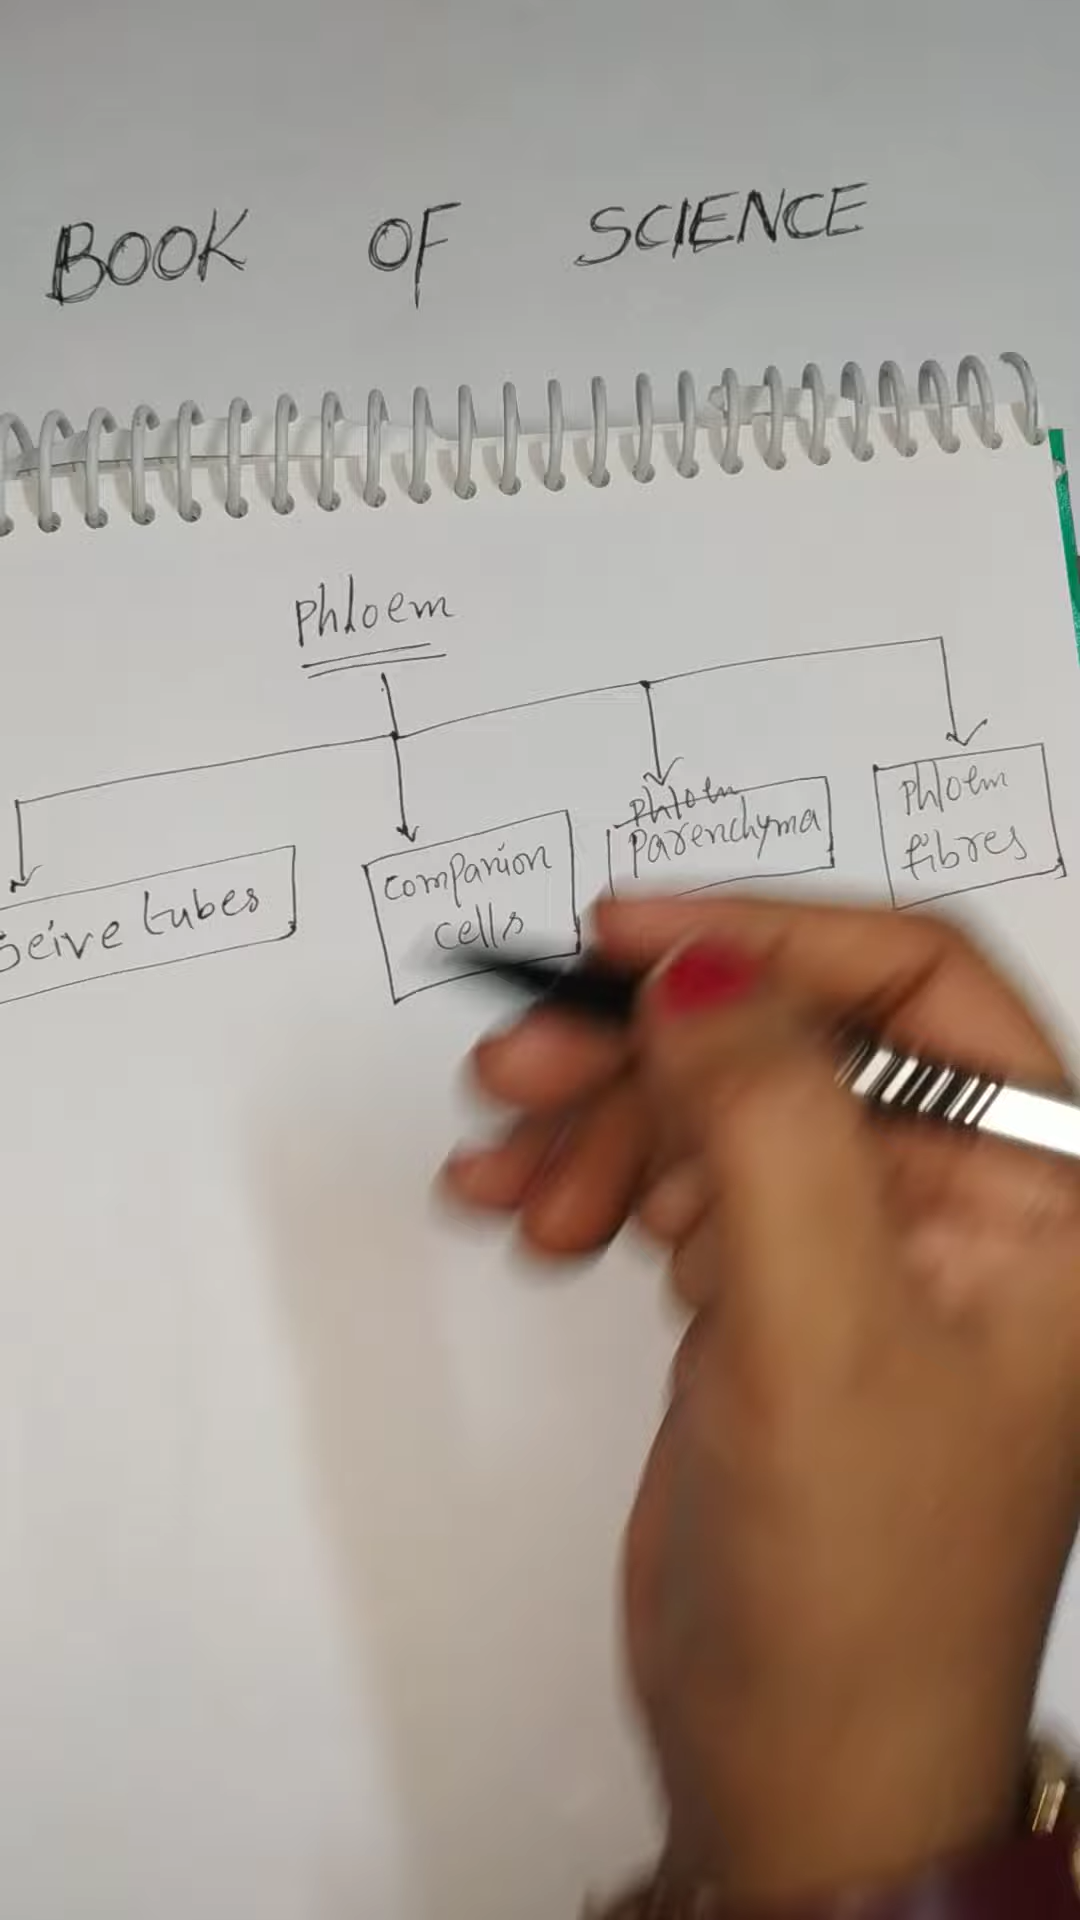 BOOK OF SCIENCE
Phloem
Seive tubes
Companion
cells
Phloem
Parenchyma
Phloem
fibres